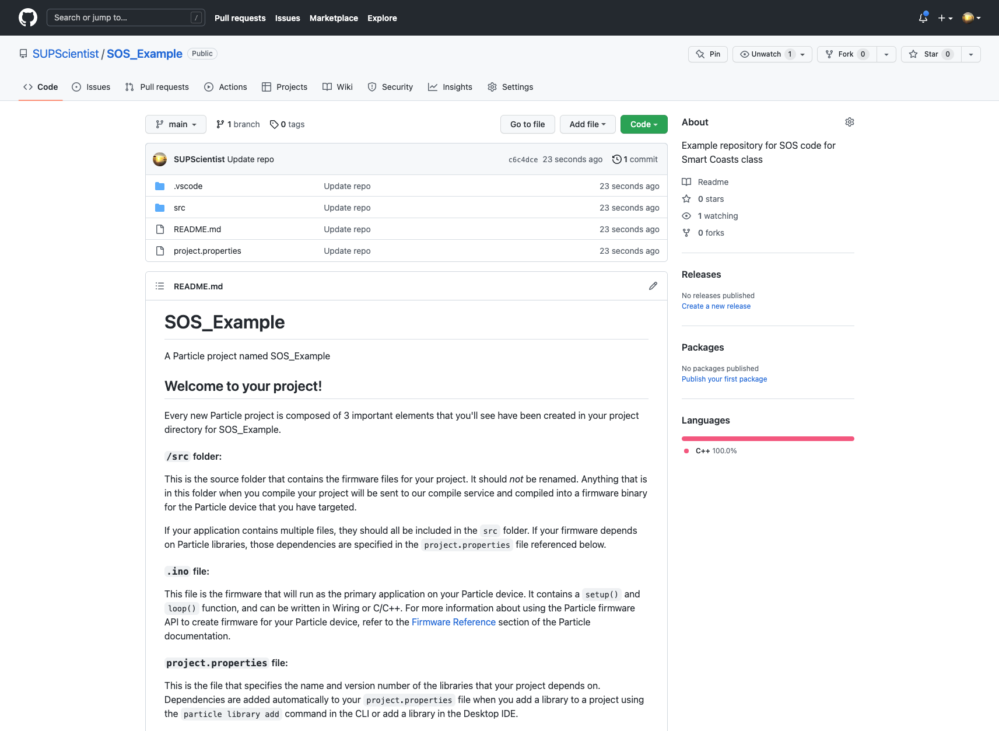 Search or jump to... /
Pull requests Issues Marketplace Explore
SUPScientist / SOS_Example Public
Pin Unwatch 1 Fork 0 Star 0
Code Issues Pull requests Actions Projects Wiki Security Insights Settings
main 1 branch 0 tags Go to file Add file Code
SUPScientist Update repo c6c4dce 23 seconds ago 1 commit
.vscode Update repo 23 seconds ago
src Update repo 23 seconds ago
README.md Update repo 23 seconds ago
project.properties Update repo 23 seconds ago
README.md
SOS_Example
A Particle project named SOS_Example
Welcome to your project!
Every new Particle project is composed of 3 important elements that you'll see have been created in your project
directory for SOS_Example.
/src folder:
This is the source folder that contains the firmware files for your project. It should not be renamed. Anything that is
in this folder when you compile your project will be sent to our compile service and compiled into a firmware binary
for the Particle device that you have targeted.
If your application contains multiple files, they should all be included in the src folder. If your firmware depends
on Particle libraries, those dependencies are specified in the project.properties file referenced below.
.ino file:
This file is the firmware that will run as the primary application on your Particle device. It contains a setup() and
loop() function, and can be written in Wiring or C/C++. For more information about using the Particle firmware
API to create firmware for your Particle device, refer to the Firmware Reference section of the Particle
documentation.
project.properties file:
This is the file that specifies the name and version number of the libraries that your project depends on.
Dependencies are added automatically to your project.properties file when you add a library to a project using
the particle library add command in the CLI or add a library in the Desktop IDE.
About
Example repository for SOS code for
Smart Coasts class
Readme
0 stars
1 watching
0 forks
Releases
No releases published
Create a new release
Packages
No packages published
Publish your first package
Languages
C++ 100.0%